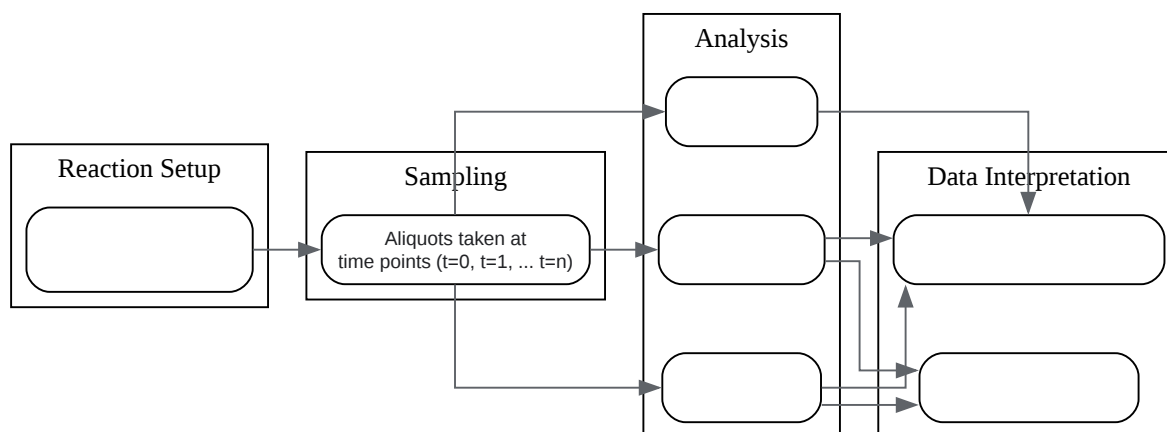 Analysis
Reaction Setup
Sampling
Data Interpretation
Aliquots taken at
time points (t=0, t=1, ... t=n)